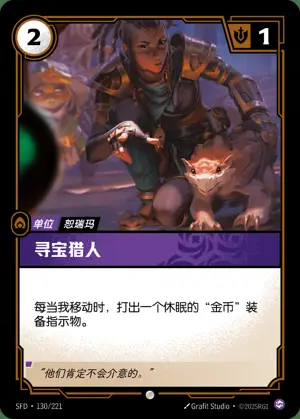 2
1
单位
恕瑞玛
寻宝猎人
每当我移动时，打出一个休眠的“金币”装
备指示物。
“他们肯定不会介意的。”
SFD • 130/221
Grafit Studio
©2025RGI